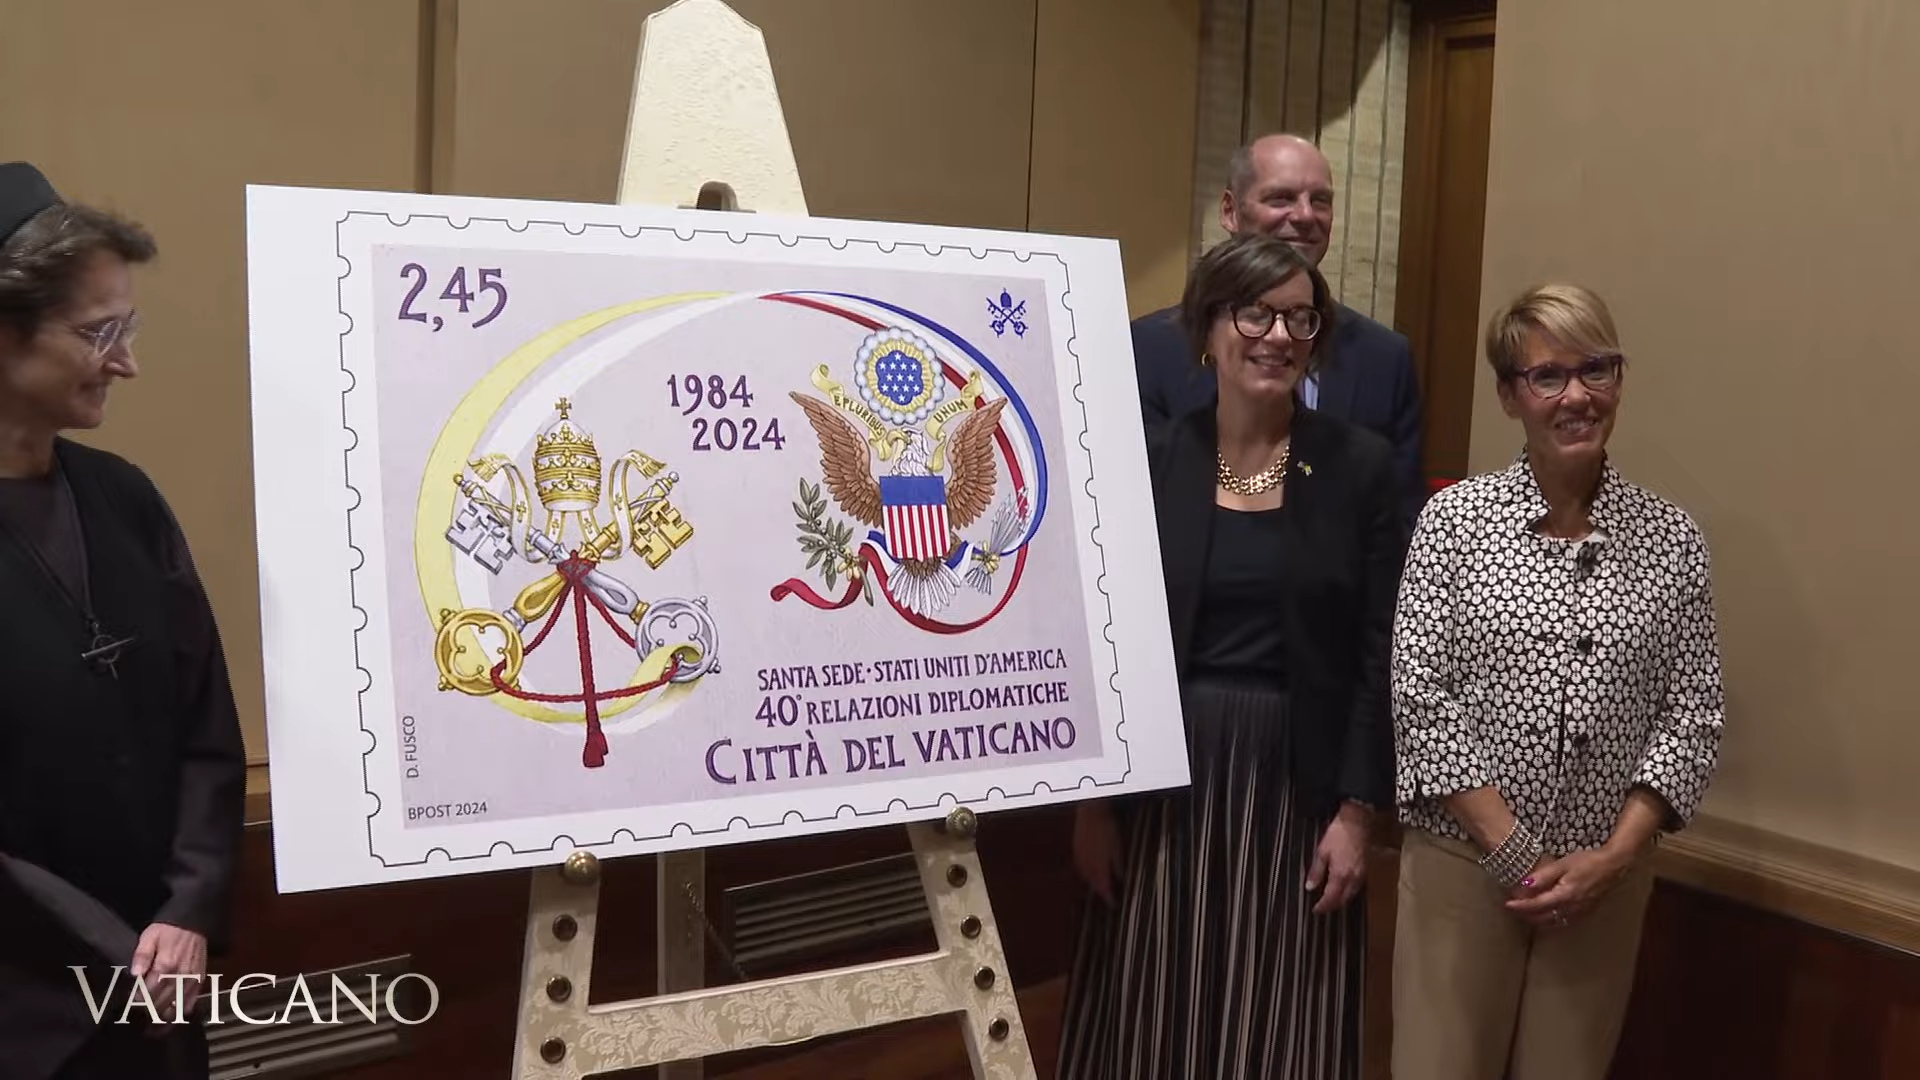 2,45
1984
2024
E PLURIBUS UNUM
SANTA SEDE · STATI UNITI D'AMERICA
40° RELAZIONI DIPLOMATICHE
CITTÀ DEL VATICANO
D. FUSCO
BPOST 2024
VATICANO